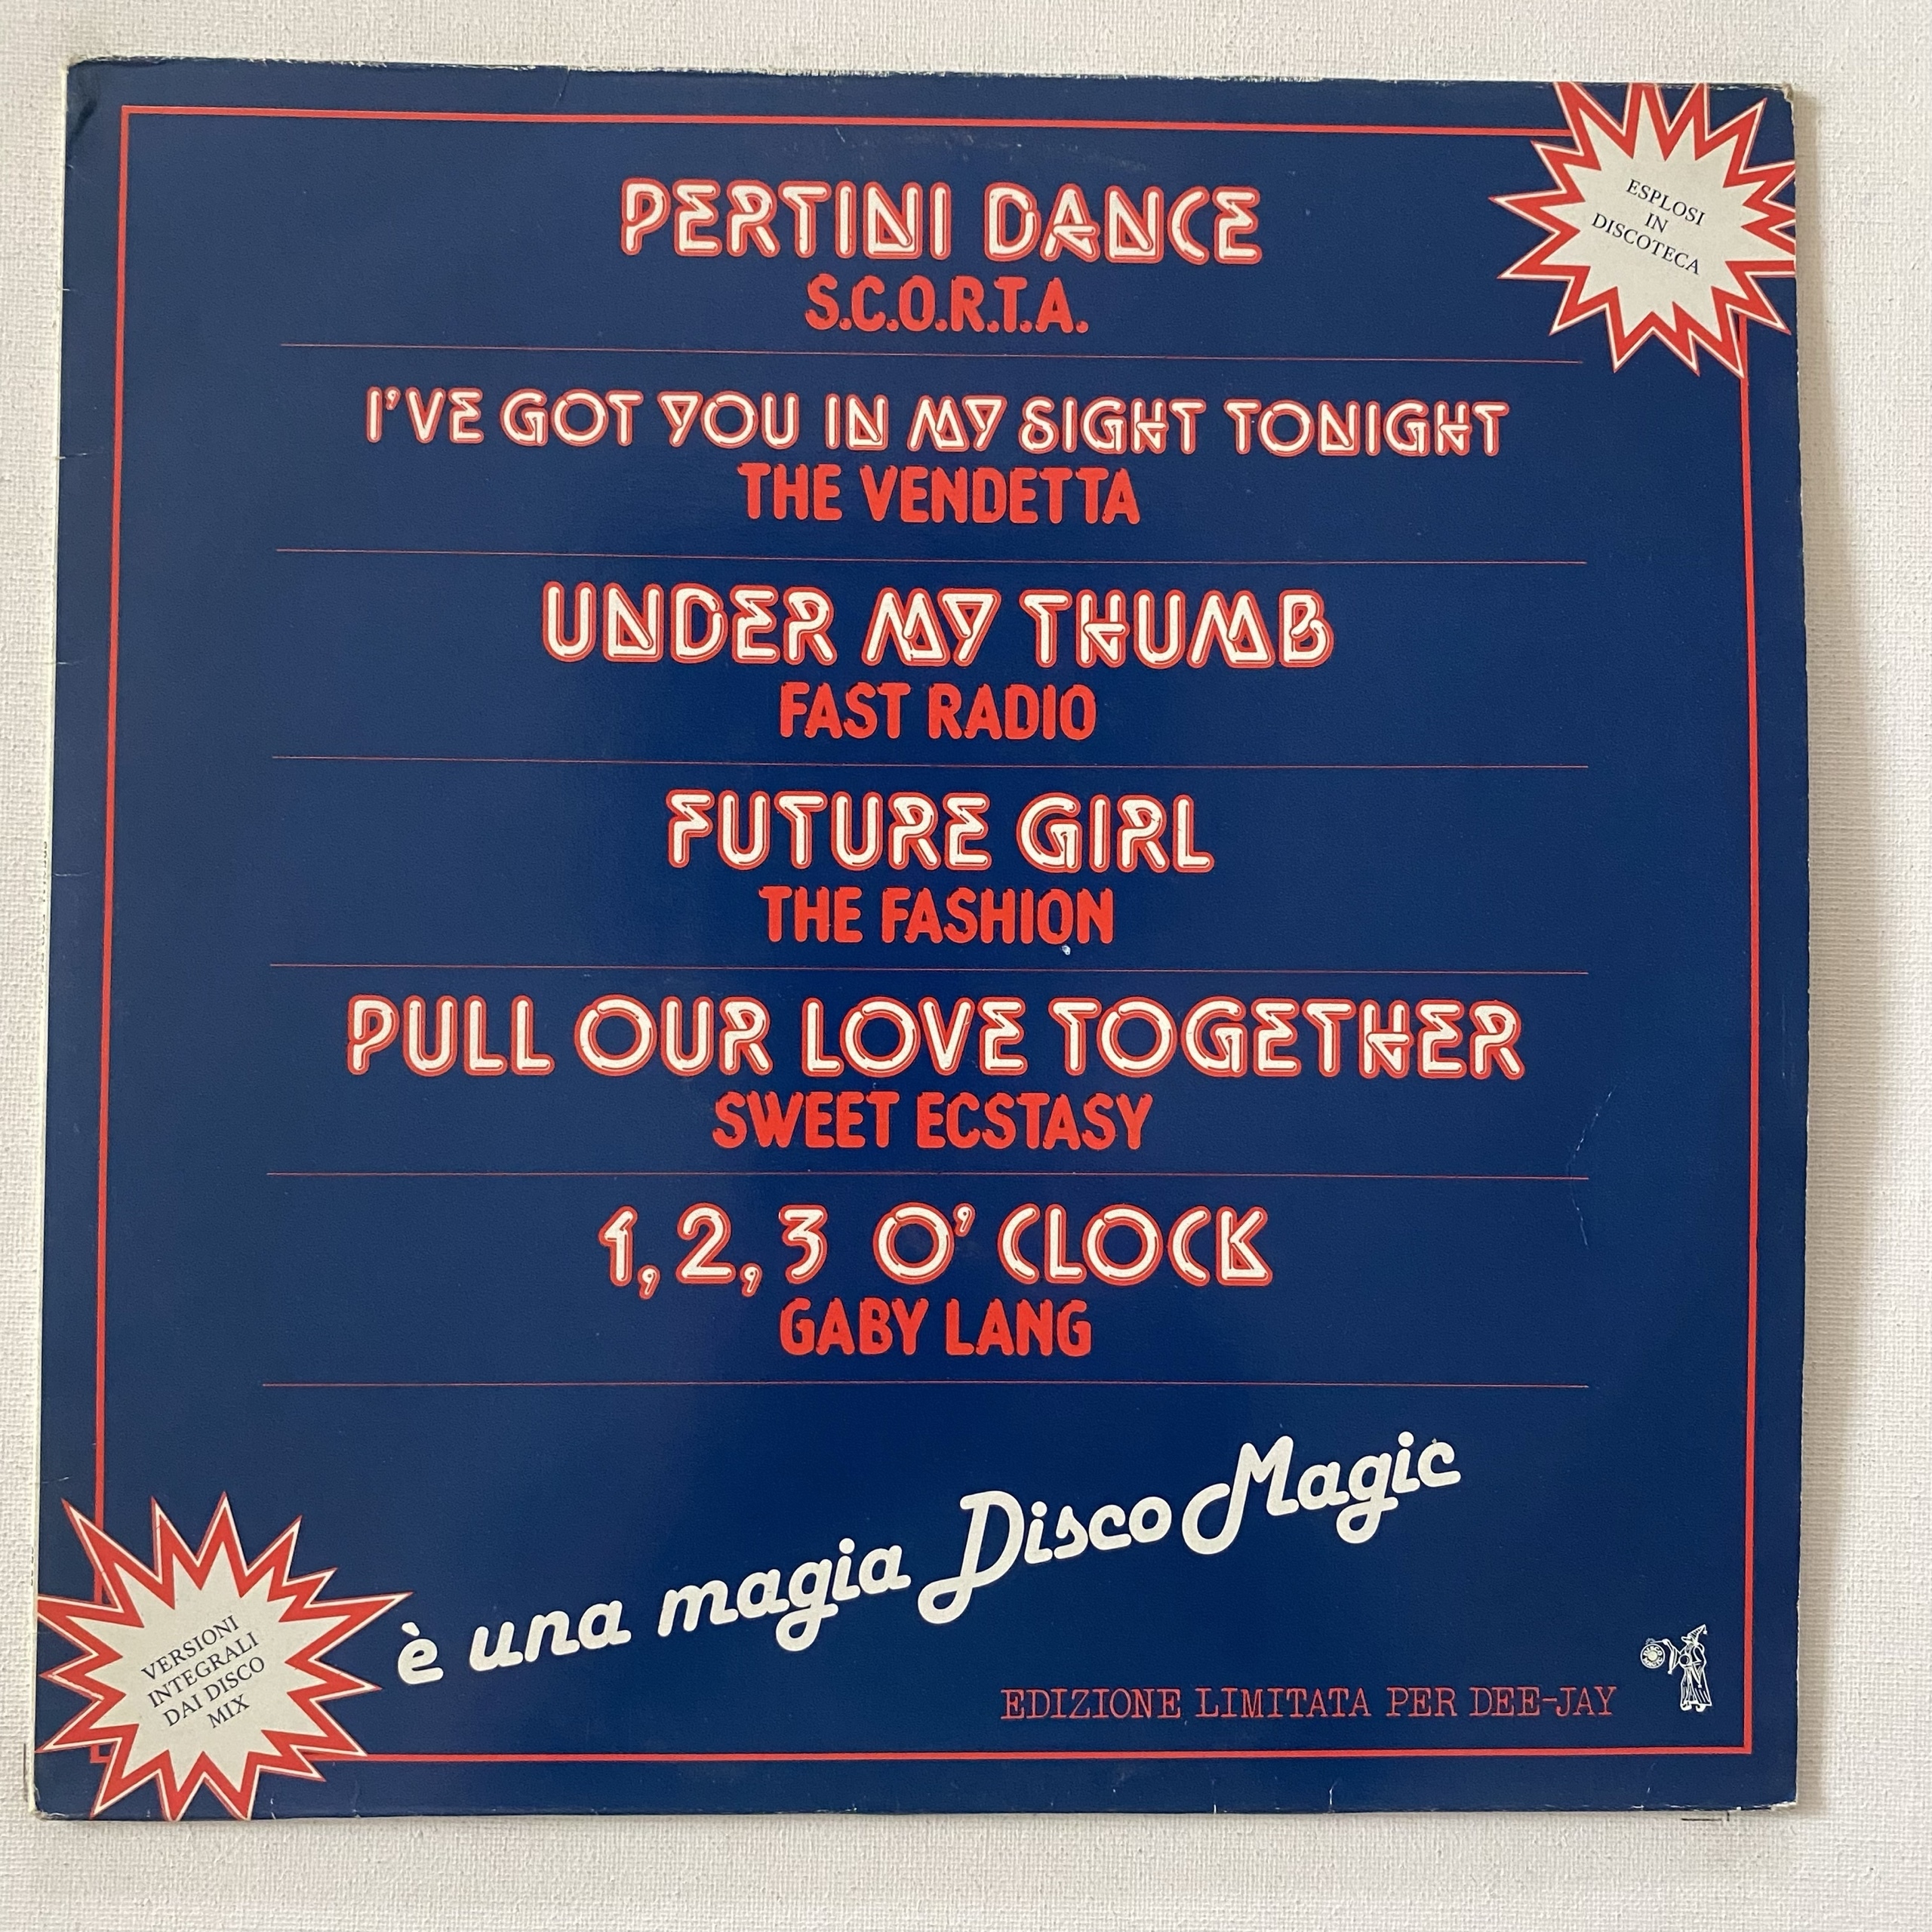 PERTINI DANCE
S.C.O.R.T.A.
ESPLOSI
IN
DISCOTECA
I'VE GOT YOU IN MY SIGHT TONIGHT
THE VENDETTA
UNDER MY THUMB
FAST RADIO
FUTURE GIRL
THE FASHION
PULL OUR LOVE TOGETHER
SWEET ECSTASY
1, 2, 3 O' CLOCK
GABY LANG
è una magia Disco Magic
VERSIONI
INTEGRALI
DAI DISCO
MIX
EDIZIONE LIMITATA PER DEE-JAY